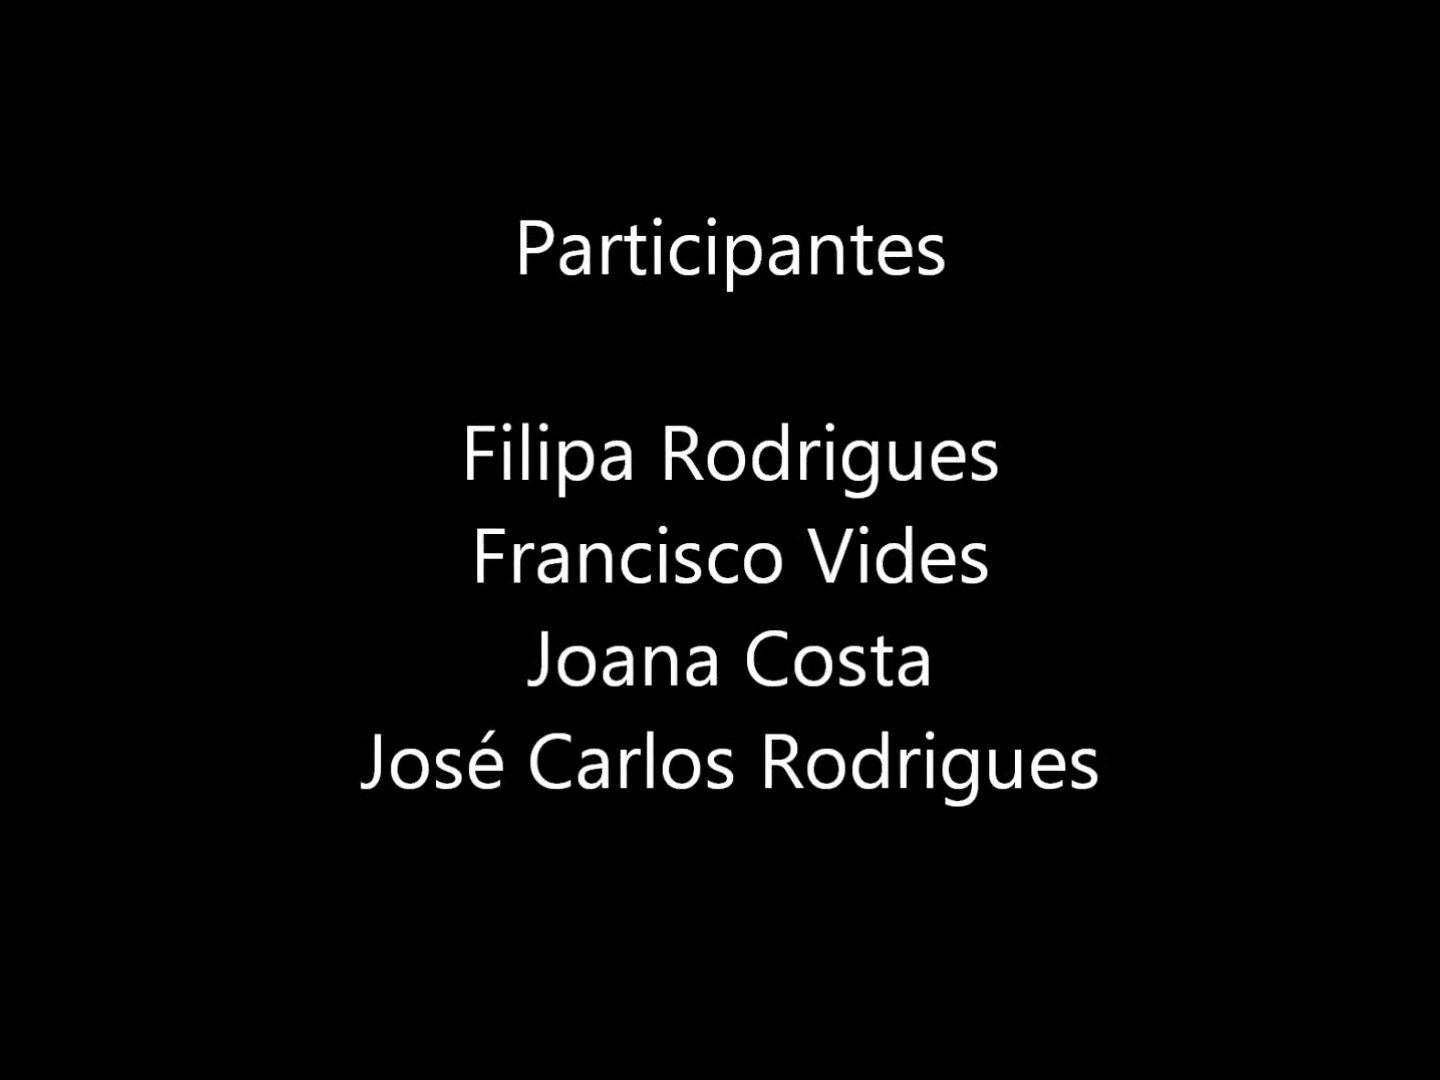 Participantes
Filipa Rodrigues
Francisco Vides
Joana Costa
José Carlos Rodrigues